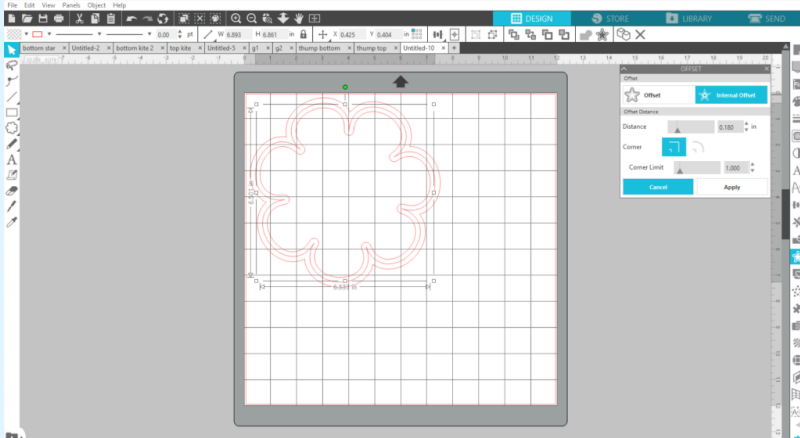 File Edit View Panels Object Help
DESIGN STORE LIBRARY SEND
0.00 pt W 6.893 H 6.861 in X 0.425 Y 0.404 in
bottom star Untitled-2 bottom kite 2 top kite Untitled-5 g1 g2 thump bottom thump top Untitled-10
OFFSET
Offset
Offset Internal Offset
Offset Distance
Distance 0.180 in
Corner
Corner Limit 1.000
Cancel Apply